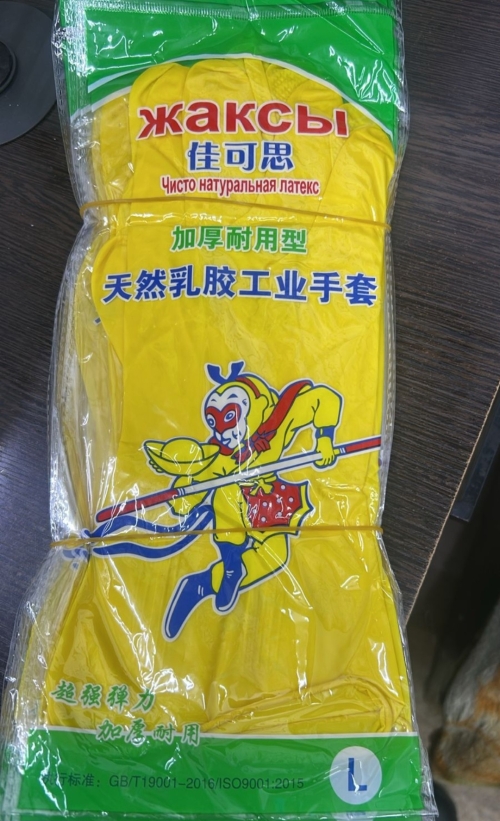 жаксы
佳可思
Чисто натуральная латекс
加厚耐用型
天然乳胶工业手套
超强弹力
加厚耐用
执行标准：GB/T19001-2016/ISO9001:2015
L